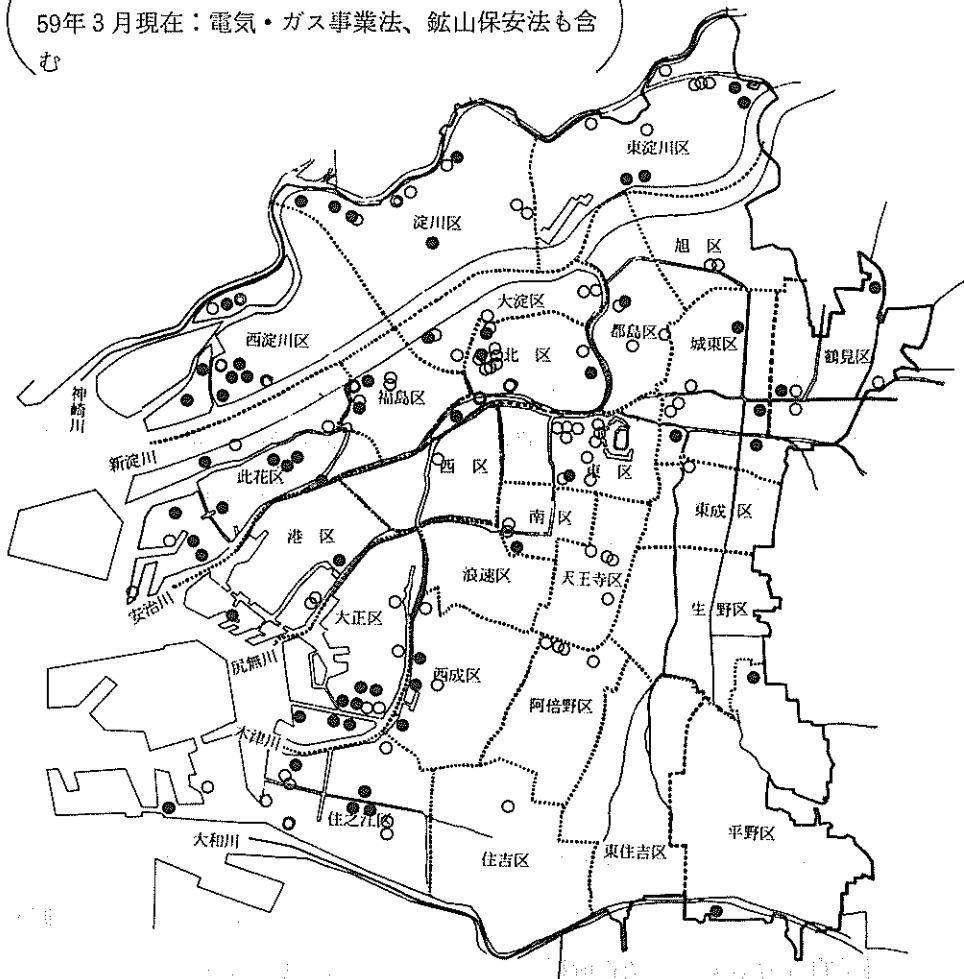 59年3月現在：電気・ガス事業法、鉱山保安法も含
む
東淀川区
淀川区
旭区
大淀区
西淀川区
北区
都島区
城東区
鶴見区
神崎川
福島区
新淀川
此花区
西区
東区
東成区
南区
港区
浪速区
天王寺区
安治川
大正区
生野区
尻無川
西成区
阿倍野区
木津川
住之江区
大和川
住吉区
東住吉区
平野区